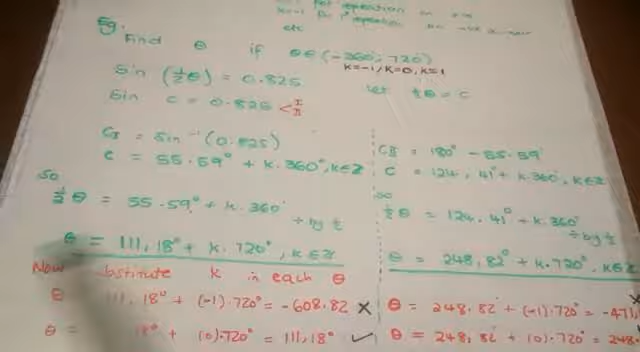 Eg.
Find θ if θ∈(-360°; 720°)
k=-1, k=0, k=1
sin (½θ) = 0.825
let ½θ = c
sin c = 0.825 < I II
CI = sin⁻¹ (0.825)
c = 55.59° + k.360°, k∈Z
So
½θ = 55.59° + k.360°
÷ by ½
θ = 111,18° + k.720°, k∈Z
CII = 180° - 55.59°
c = 124,41° + k.360°, k∈Z
so
½θ = 124.41° + k.360°
÷ by ½
θ = 248,82° + k.720°, k∈Z
Now k in each θ
θ 111,18° + (-1).720° = -608.82 ×
θ = 18° + (0).720° = 111,18° ✓
θ = 248.82° + (-1).720° = -471,
θ = 248,82° + (0).720° = 248